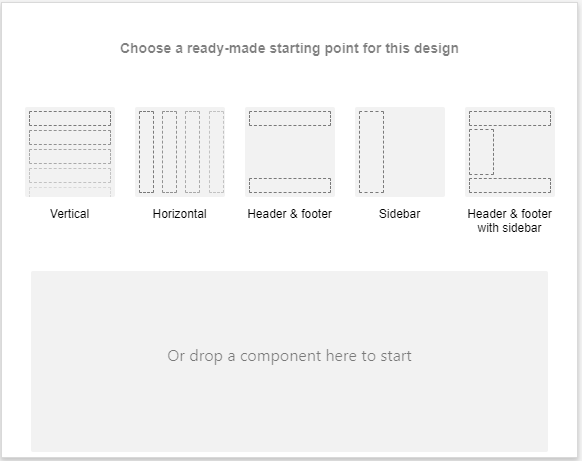 Choose a ready-made starting point for this design
Vertical
Horizontal
Header & footer
Sidebar
Header & footer
with sidebar
Or drop a component here to start